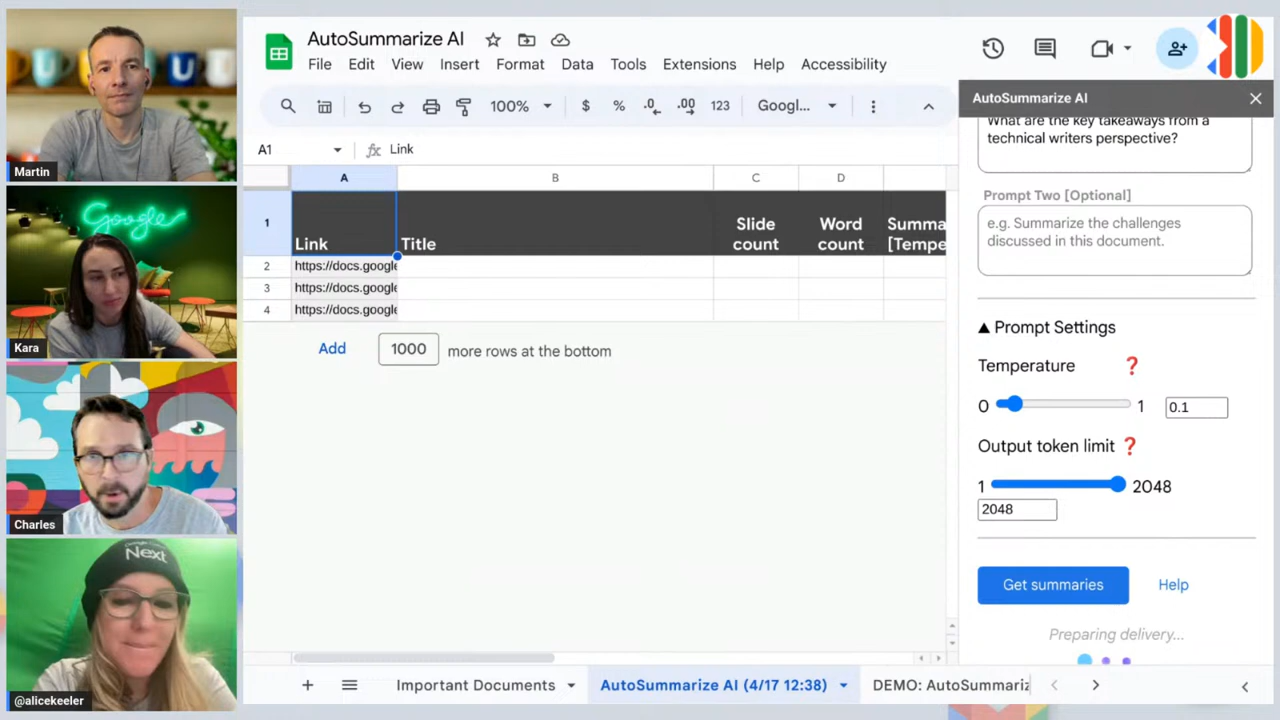 Martin
Google
Kara
Charles
Next
@alicekeeler
AutoSummarize AI
File Edit View Insert Format Data Tools Extensions Help Accessibility
100% $ % .0 .00 123 Googl...
A1 fx Link
A B C D
1 Link Title Slide count Word count Summa [Tempe
2 https://docs.google
3 https://docs.google
4 https://docs.google
Add 1000 more rows at the bottom
+ Important Documents AutoSummarize AI (4/17 12:38) DEMO: AutoSummariz
AutoSummarize AI
What are the key takeaways from a
technical writers perspective?
Prompt Two [Optional]
e.g. Summarize the challenges
discussed in this document.
Prompt Settings
Temperature ❓
0 1 0.1
Output token limit ❓
1 2048
2048
Get summaries Help
Preparing delivery...